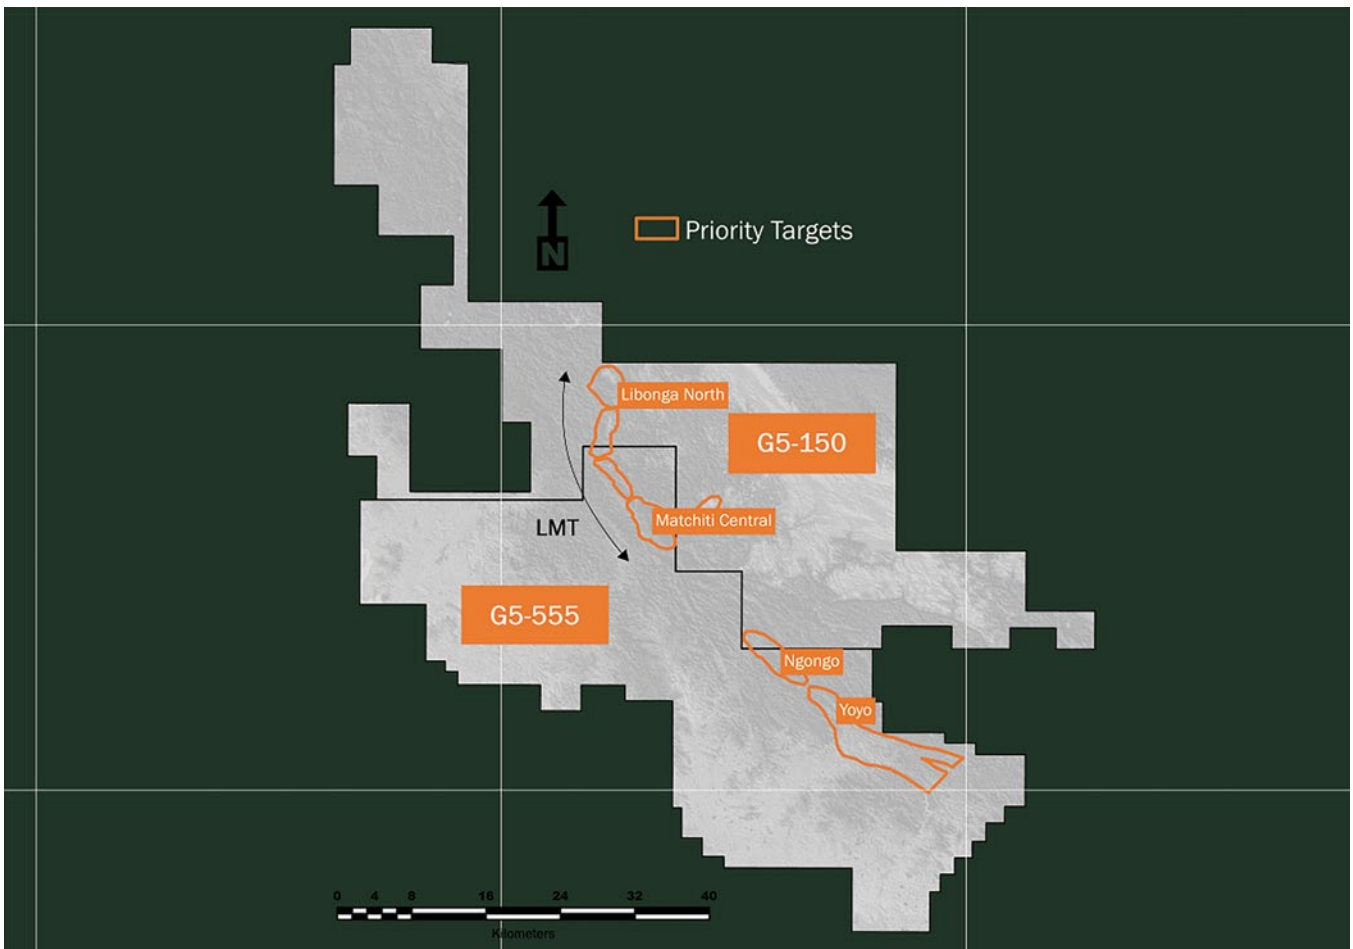 N
Priority Targets
Libonga North
G5-150
Matchiti Central
LMT
G5-555
Ngongo
Yoyo
0 4 8 16 24 32 40
Kilometers